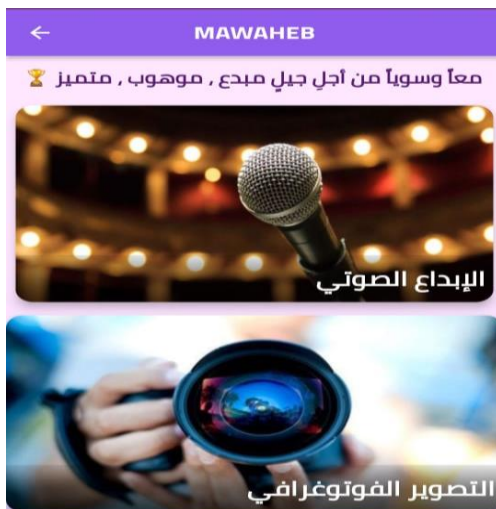 MAWAHEB
معاً وسوياً من أجلِ جيلٍ مبدع , موهوب , متميز 🏆
الإبداع الصوتي
التصوير الفوتوغرافي